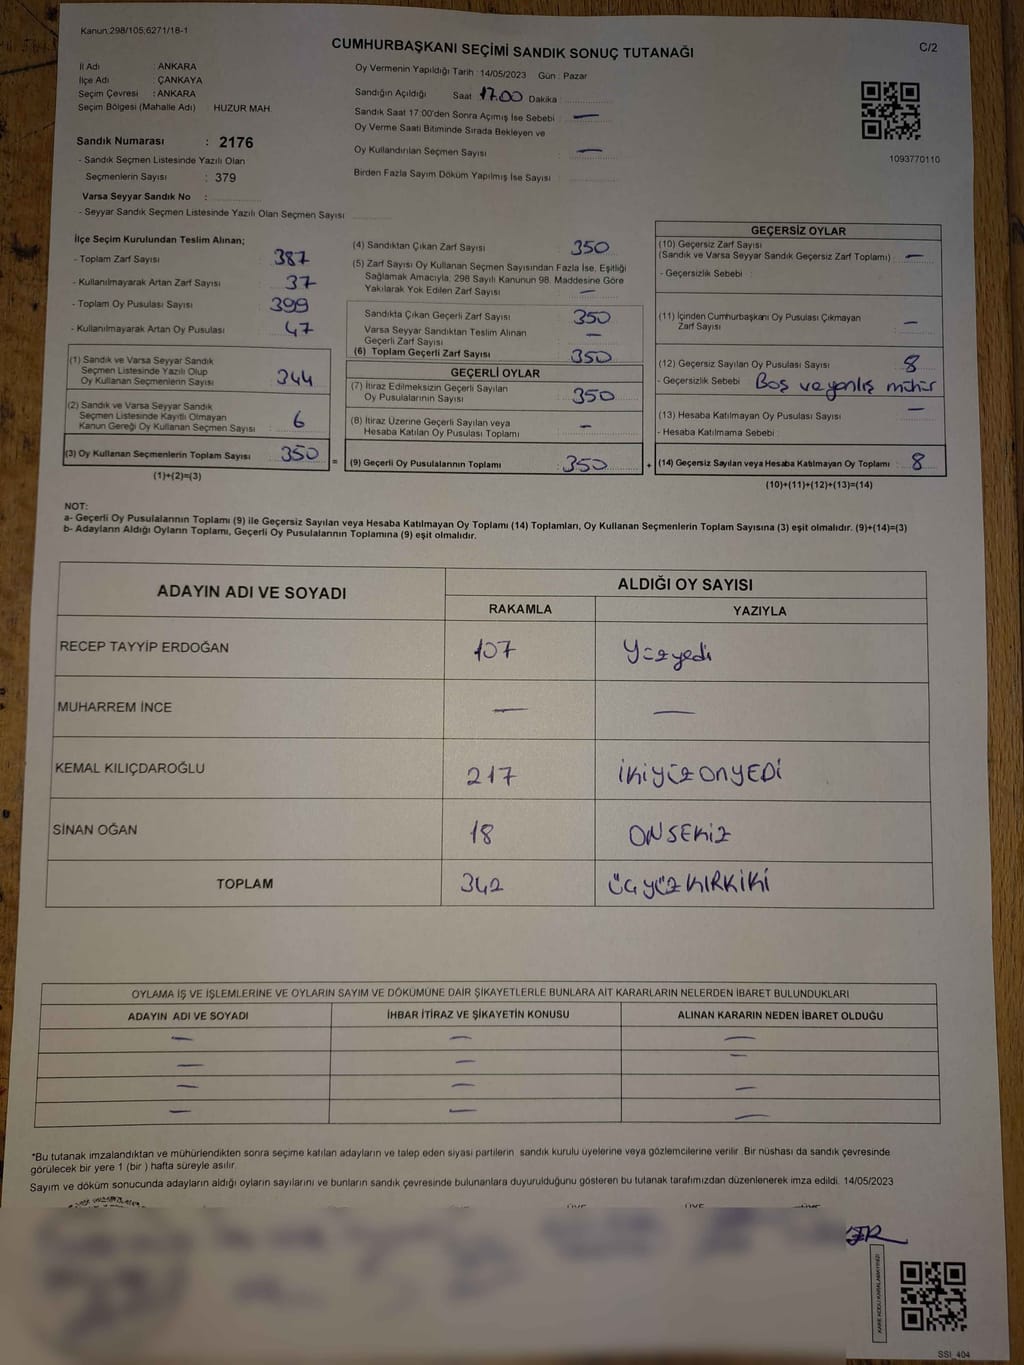 Kanun:298/105;6271/18-1
CUMHURBAŞKANI SEÇİMİ SANDIK SONUÇ TUTANAĞI
C/2
İl Adı : ANKARA
İlçe Adı : ÇANKAYA
Seçim Çevresi : ANKARA
Seçim Bölgesi (Mahalle Adı) : HUZUR MAH.
Sandık Numarası : 2176
- Sandık Seçmen Listesinde Yazılı Olan
Seçmenlerin Sayısı : 379
Varsa Seyyar Sandık No :
- Seyyar Sandık Seçmen Listesinde Yazılı Olan Seçmen Sayısı
Oy Vermenin Yapıldığı Tarih : 14/05/2023 Gün : Pazar
Sandığın Açıldığı Saat 17.00 Dakika
Sandık Saat 17:00'den Sonra Açımış İse Sebebi : —
Oy Verme Saati Bitiminde Sırada Bekleyen ve
Oy Kullandırılan Seçmen Sayısı —
Birden Fazla Sayım Döküm Yapılmış İse Sayısı
1093770110
İlçe Seçim Kurulundan Teslim Alınan;
- Toplam Zarf Sayısı : 387
- Kullanılmayarak Artan Zarf Sayısı : 37
- Toplam Oy Pusulası Sayısı : 399
- Kullanılmayarak Artan Oy Pusulası : 47
(1) Sandık ve Varsa Seyyar Sandık
Seçmen Listesinde Yazılı Olup
Oy Kullanan Seçmenlerin Sayısı : 344
(2) Sandık ve Varsa Seyyar Sandık
Seçmen Listesinde Kayıtlı Olmayan
Kanun Gereği Oy Kullanan Seçmen Sayısı : 6
(3) Oy Kullanan Seçmenlerin Toplam Sayısı : 350
(1)+(2)=(3)
=
(4) Sandıktan Çıkan Zarf Sayısı 350
(5) Zarf Sayısı Oy Kullanan Seçmen Sayısından Fazla İse, Eşitliği
Sağlamak Amacıyla, 298 Sayılı Kanunun 98. Maddesine Göre
Yakılarak Yok Edilen Zarf Sayısı —
Sandıkta Çıkan Geçerli Zarf Sayısı : 350
Varsa Seyyar Sandıktan Teslim Alınan
Geçerli Zarf Sayısı —
(6) Toplam Geçerli Zarf Sayısı : 350
GEÇERLİ OYLAR
(7) İtiraz Edilmeksizin Geçerli Sayılan
Oy Pusulalarının Sayısı : 350
(8) İtiraz Üzerine Geçerli Sayılan veya
Hesaba Katılan Oy Pusulası Toplamı : —
(9) Geçerli Oy Pusulalarının Toplamı : 350
+
GEÇERSİZ OYLAR
(10) Geçersiz Zarf Sayısı
(Sandık ve Varsa Seyyar Sandık Geçersiz Zarf Toplamı) : —
- Geçersizlik Sebebi :
(11) İçinden Cumhurbaşkanı Oy Pusulası Çıkmayan
Zarf Sayısı : —
(12) Geçersiz Sayılan Oy Pusulası Sayısı : 8
- Geçersizlik Sebebi : Boş ve yanlış mühür
(13) Hesaba Katılmayan Oy Pusulası Sayısı : —
- Hesaba Katılmama Sebebi :
(14) Geçersiz Sayılan veya Hesaba Katılmayan Oy Toplamı : 8
(10)+(11)+(12)+(13)=(14)
NOT:
a- Geçerli Oy Pusulalarının Toplamı (9) ile Geçersiz Sayılan veya Hesaba Katılmayan Oy Toplamı (14) Toplamları, Oy Kullanan Seçmenlerin Toplam Sayısına (3) eşit olmalıdır. (9)+(14)=(3)
b- Adayların Aldığı Oyların Toplamı, Geçerli Oy Pusulalarının Toplamına (9) eşit olmalıdır.
ADAYIN ADI VE SOYADI
ALDIĞI OY SAYISI
RAKAMLA YAZIYLA
RECEP TAYYİP ERDOĞAN 107 Yüzyedi
MUHARREM İNCE — —
KEMAL KILIÇDAROĞLU 217 İKİYÜZONYEDİ
SİNAN OĞAN 18 ONSEKİZ
TOPLAM 342 ÜÇYÜZKIRKİKİ
OYLAMA İŞ VE İŞLEMLERİNE VE OYLARIN SAYIM VE DÖKÜMÜNE DAİR ŞİKAYETLERLE BUNLARA AİT KARARLARIN NELERDEN İBARET BULUNDUKLARI
ADAYIN ADI VE SOYADI İHBAR İTİRAZ VE ŞİKAYETİN KONUSU ALINAN KARARIN NEDEN İBARET OLDUĞU
— — —
— — —
— — —
— — —
*Bu tutanak imzalandıktan ve mühürlendikten sonra seçime katılan adayların ve talep eden siyasi partilerin sandık kurulu üyelerine veya gözlemcilerine verilir. Bir nüshası da sandık çevresinde
görülecek bir yere 1 (bir ) hafta süreyle asılır.
Sayım ve döküm sonucunda adayların aldığı oyların sayılarını ve bunların sandık çevresinde bulunanlara duyurulduğunu gösteren bu tutanak tarafımızdan düzenlenerek imza edildi. 14/05/2023
KARE KODU KARALAMAYINIZ!
SSI_404